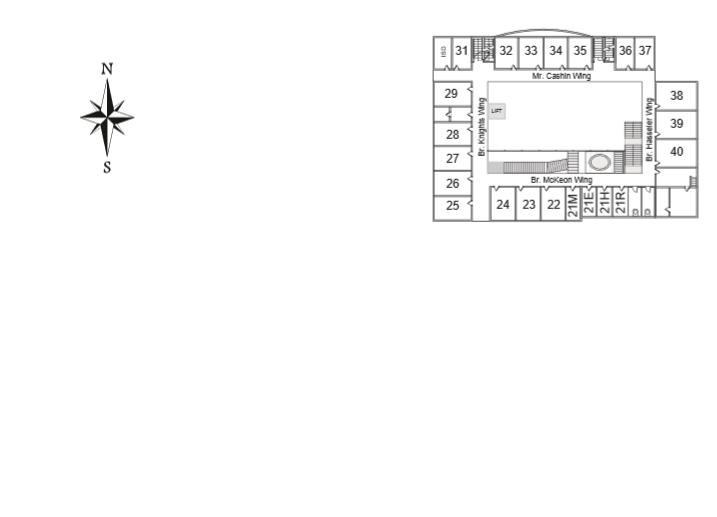 N
S
ISO
31
32
33
34
35
36
37
Mr. Cashin Wing
29
28
27
26
25
Br. Knights Wing
LIFT
Br. Hasseler Wing
38
39
40
Br. McKeon Wing
24
23
22
21M
21E
21H
21R